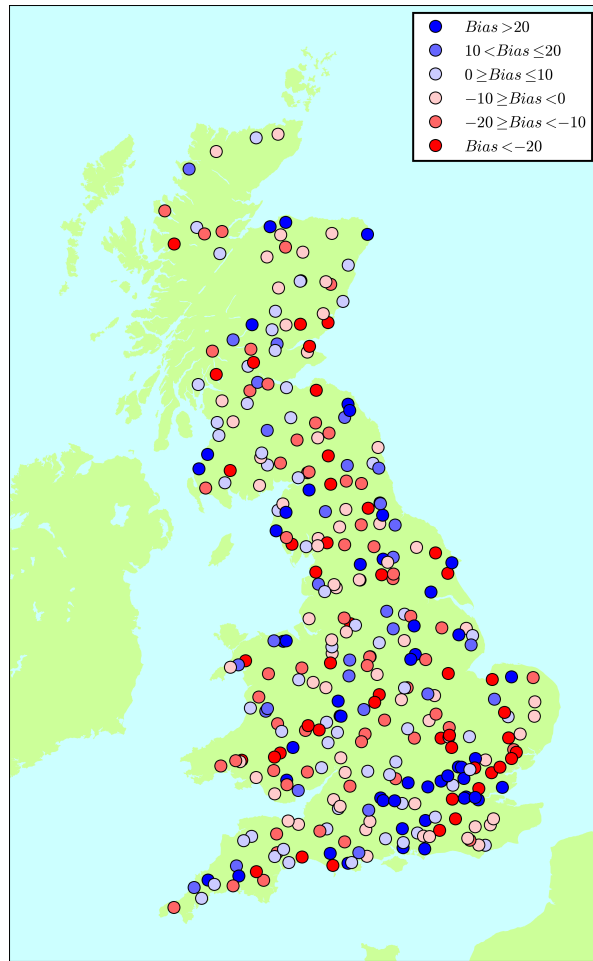 Bias > 20
10 < Bias ≤ 20
0 ≥ Bias ≤ 10
−10 ≥ Bias < 0
−20 ≥ Bias < −10
Bias < −20